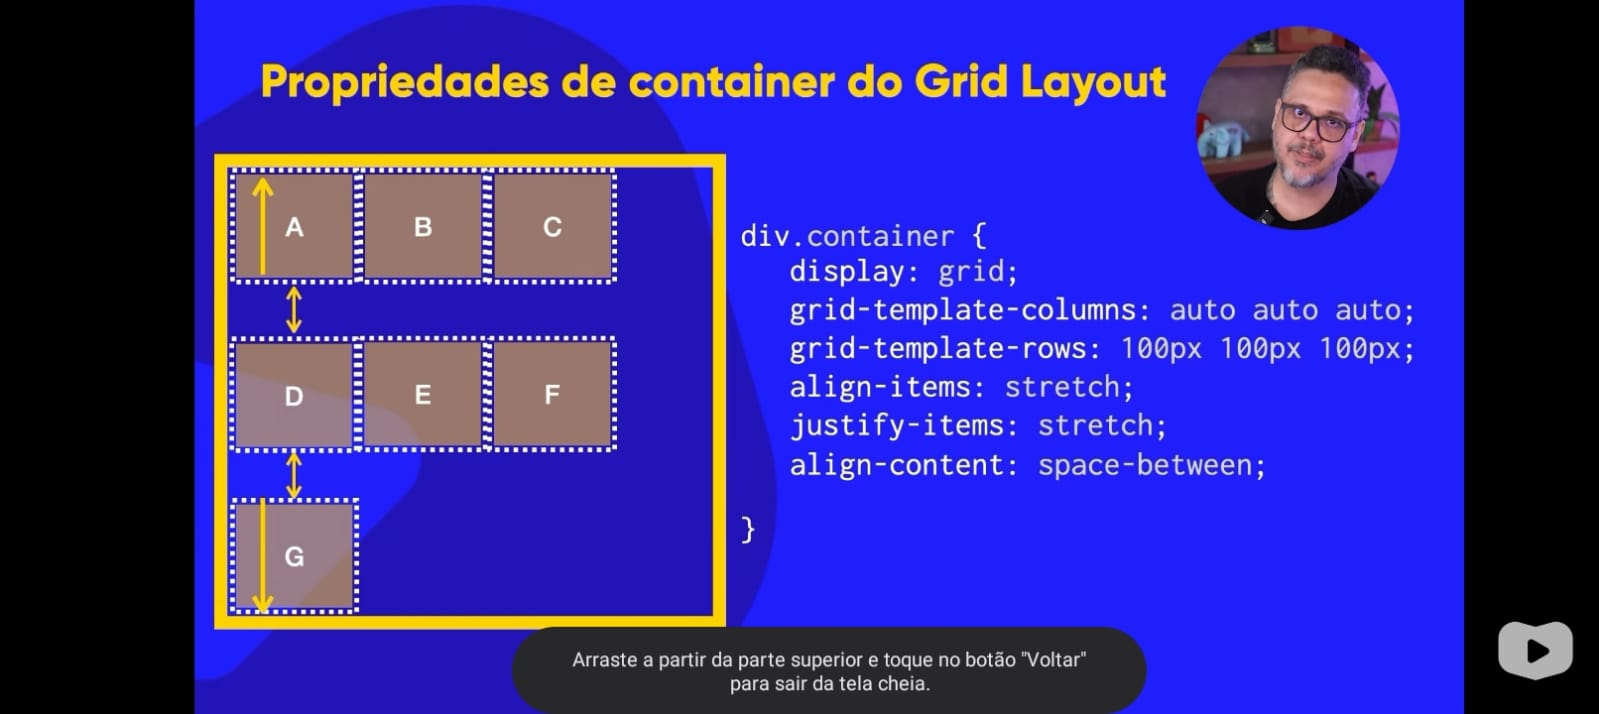 Propriedades de container do Grid Layout
A B C
D E F
G
div.container {
display: grid;
grid-template-columns: auto auto auto;
grid-template-rows: 100px 100px 100px;
align-items: stretch;
justify-items: stretch;
align-content: space-between;
}
Arraste a partir da parte superior e toque no botão "Voltar"
para sair da tela cheia.